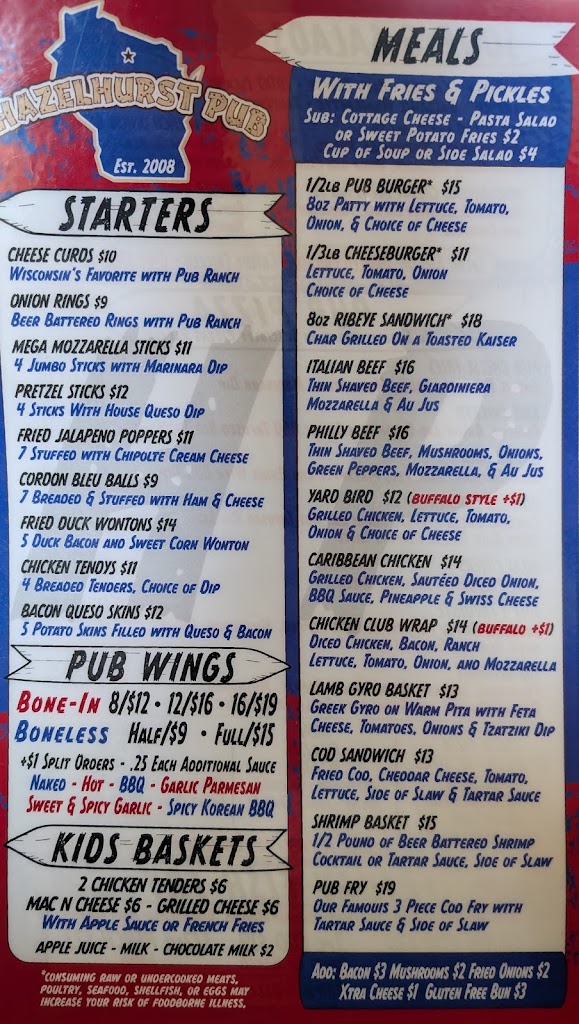 HAZELHURST PUB
EST. 2008
STARTERS
CHEESE CURDS $10
WISCONSIN'S FAVORITE WITH PUB RANCH
ONION RINGS $9
BEER BATTERED RINGS WITH PUB RANCH
MEGA MOZZARELLA STICKS $11
4 JUMBO STICKS WITH MARINARA DIP
PRETZEL STICKS $12
4 STICKS WITH HOUSE QUESO DIP
FRIED JALAPENO POPPERS $11
7 STUFFED WITH CHIPOLTE CREAM CHEESE
CORDON BLEU BALLS $9
7 BREADED & STUFFED WITH HAM & CHEESE
FRIED DUCK WONTONS $14
5 DUCK BACON AND SWEET CORN WONTON
CHICKEN TENDYS $11
4 BREADED TENDERS, CHOICE OF DIP
BACON QUESO SKINS $12
5 POTATO SKINS FILLED WITH QUESO & BACON
PUB WINGS
BONE-IN 8/$12 • 12/$16 • 16/$19
BONELESS HALF/$9 • FULL/$15
+$1 SPLIT ORDERS - .25 EACH ADDITIONAL SAUCE
NAKED - HOT - BBQ - GARLIC PARMESAN
SWEET & SPICY GARLIC - SPICY KOREAN BBQ
KIDS BASKETS
2 CHICKEN TENDERS $6
MAC N CHEESE $6 - GRILLED CHEESE $6
WITH APPLE SAUCE OR FRENCH FRIES
APPLE JUICE - MILK - CHOCOLATE MILK $2
*CONSUMING RAW OR UNDERCOOKED MEATS,
POULTRY, SEAFOOD, SHELLFISH, OR EGGS MAY
INCREASE YOUR RISK OF FOODBORNE ILLNESS.
MEALS
WITH FRIES & PICKLES
SUB: COTTAGE CHEESE - PASTA SALAD
OR SWEET POTATO FRIES $2
CUP OF SOUP OR SIDE SALAD $4
1/2LB PUB BURGER* $15
8OZ PATTY WITH LETTUCE, TOMATO,
ONION, & CHOICE OF CHEESE
1/3LB CHEESEBURGER* $11
LETTUCE, TOMATO, ONION
CHOICE OF CHEESE
8OZ RIBEYE SANDWICH* $18
CHAR GRILLED ON A TOASTED KAISER
ITALIAN BEEF $16
THIN SHAVED BEEF, GIARDINIERA
MOZZARELLA & AU JUS
PHILLY BEEF $16
THIN SHAVED BEEF, MUSHROOMS, ONIONS,
GREEN PEPPERS, MOZZARELLA, & AU JUS
YARD BIRD $12 (BUFFALO STYLE +$1)
GRILLED CHICKEN, LETTUCE, TOMATO,
ONION & CHOICE OF CHEESE
CARIBBEAN CHICKEN $14
GRILLED CHICKEN, SAUTÉED DICED ONION,
BBQ SAUCE, PINEAPPLE & SWISS CHEESE
CHICKEN CLUB WRAP $14 (BUFFALO +$1)
DICED CHICKEN, BACON, RANCH
LETTUCE, TOMATO, ONION, AND MOZZARELLA
LAMB GYRO BASKET $13
GREEK GYRO ON WARM PITA WITH FETA
CHEESE, TOMATOES, ONIONS & TZATZIKI DIP
COD SANDWICH $13
FRIED COD, CHEDDAR CHEESE, TOMATO,
LETTUCE, SIDE OF SLAW & TARTAR SAUCE
SHRIMP BASKET $15
1/2 POUND OF BEER BATTERED SHRIMP
COCKTAIL OR TARTAR SAUCE, SIDE OF SLAW
PUB FRY $19
OUR FAMOUS 3 PIECE COD FRY WITH
TARTAR SAUCE & SIDE OF SLAW
ADD: BACON $3 MUSHROOMS $2 FRIED ONIONS $2
XTRA CHEESE $1 GLUTEN FREE BUN $3